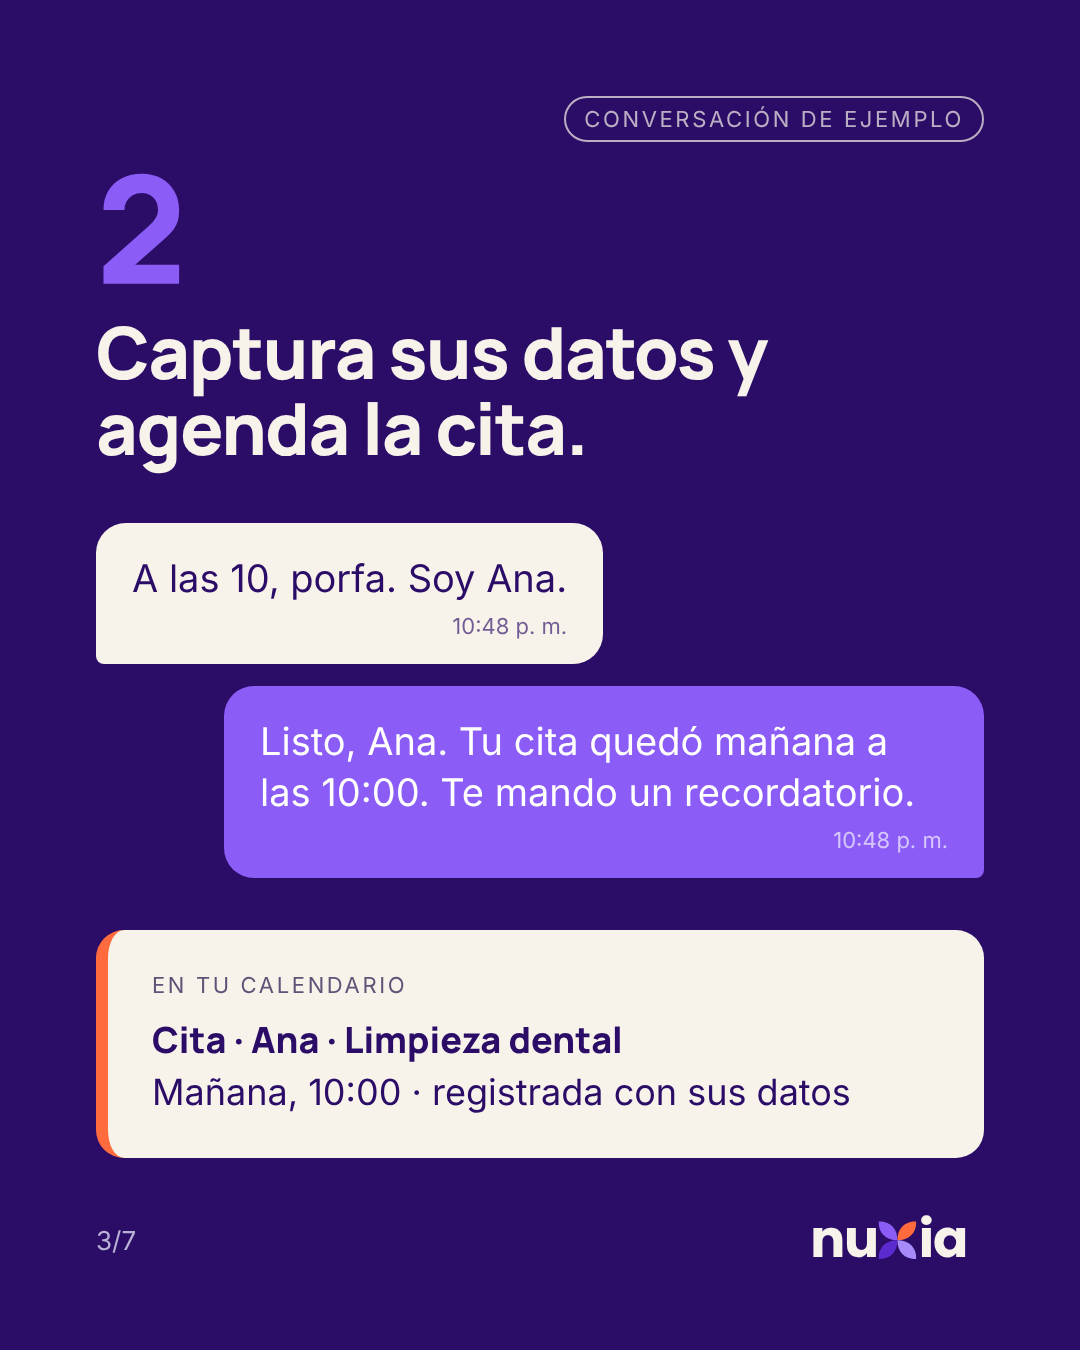 CONVERSACIÓN DE EJEMPLO
2
Captura sus datos y
agenda la cita.
A las 10, porfa. Soy Ana.
10:48 p. m.
Listo, Ana. Tu cita quedó mañana a
las 10:00. Te mando un recordatorio.
10:48 p. m.
EN TU CALENDARIO
Cita · Ana · Limpieza dental
Mañana, 10:00 · registrada con sus datos
3/7
nuxia